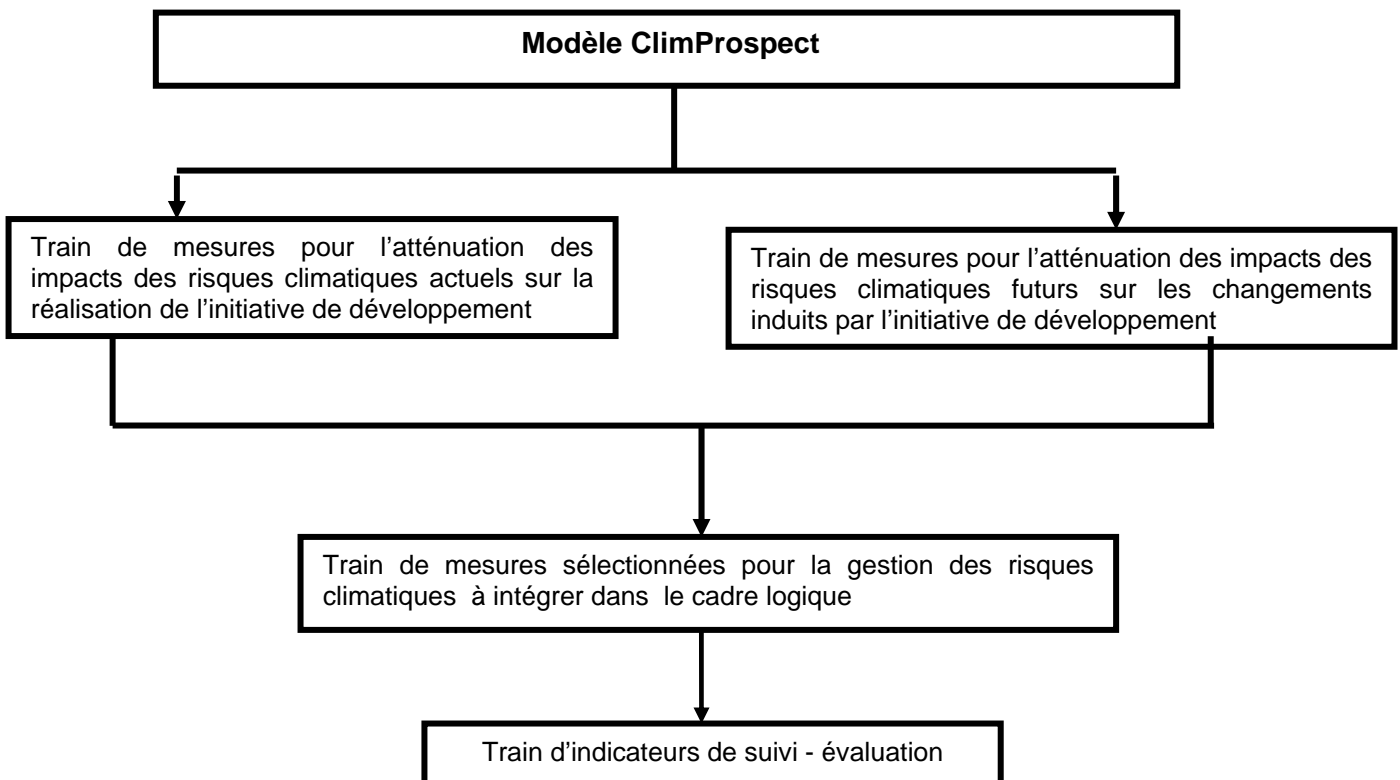 Modèle ClimProspect
Train de mesures pour l’atténuation des
impacts des risques climatiques actuels sur la
réalisation de l’initiative de développement
Train de mesures pour l’atténuation des impacts des
risques climatiques futurs sur les changements
induits par l’initiative de développement
Train de mesures sélectionnées pour la gestion des risques
climatiques à intégrer dans le cadre logique
Train d’indicateurs de suivi - évaluation